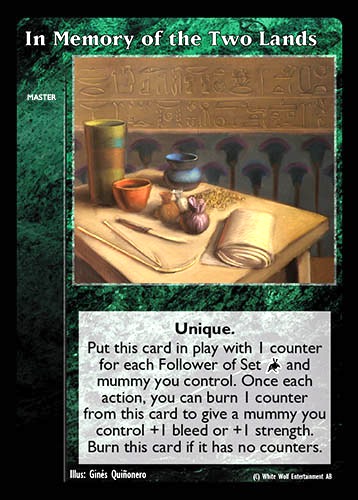 In Memory of the Two Lands
MASTER
Unique.
Put this card in play with 1 counter
for each Follower of Set and
mummy you control. Once each
action, you can burn 1 counter
from this card to give a mummy you
control +1 bleed or +1 strength.
Burn this card if it has no counters.
Illus: Ginés Quiñonero
(C) White Wolf Entertainment AB